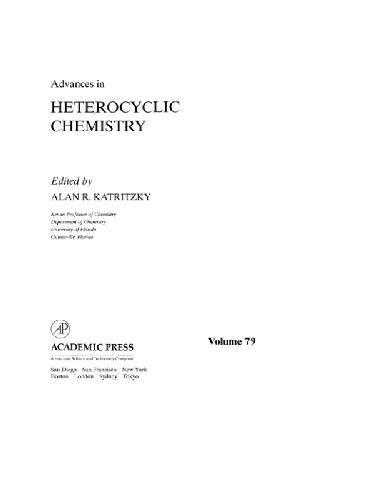 Advances in
HETEROCYCLIC
CHEMISTRY
Edited by
ALAN R. KATRITZKY
Kenan Professor of Chemistry
Department of Chemistry
University of Florida
Gainesville, Florida
AP
ACADEMIC PRESS
A Harcourt Science and Technology Company
San Diego San Francisco New York
Boston London Sydney Tokyo
Volume 79